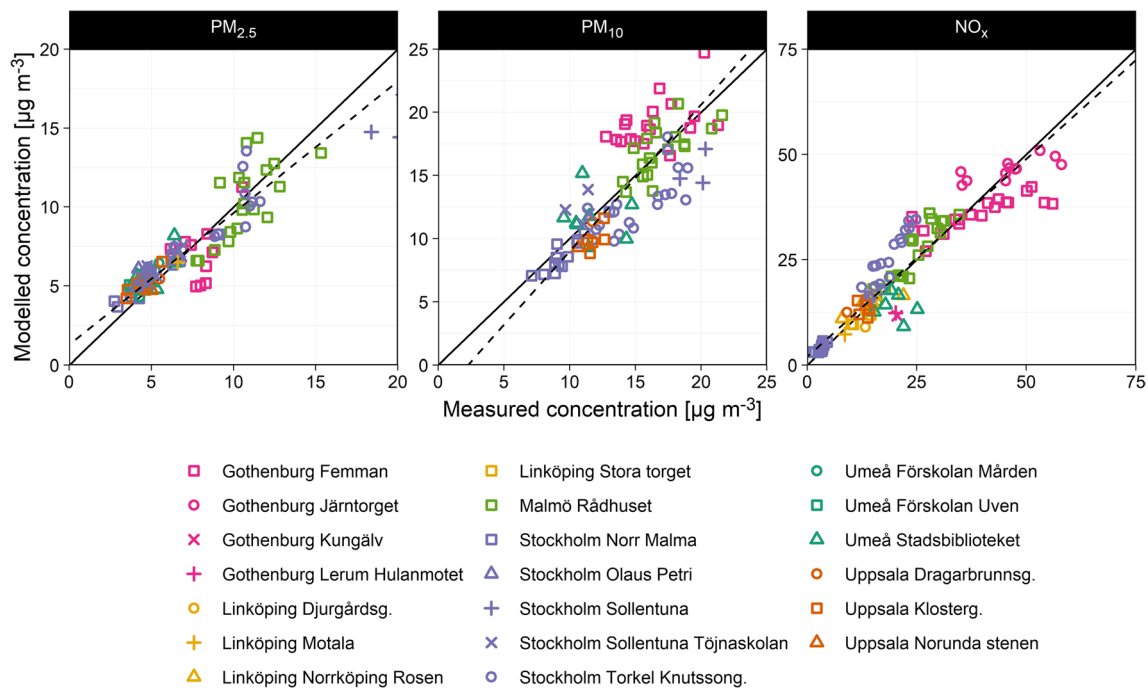 PM2.5 PM10 NOx
20 25 75
15 20 50
10 15 25
5 10 0
0 5
0
0 5 10 15 20 0 5 10 15 20 25 0 25 50 75
Modelled concentration [µg m-3]
Measured concentration [µg m-3]
Gothenburg Femman
Gothenburg Järntorget
Gothenburg Kungälv
Gothenburg Lerum Hulanmotet
Linköping Djurgårdsg.
Linköping Motala
Linköping Norrköping Rosen
Linköping Stora torget
Malmö Rådhuset
Stockholm Norr Malma
Stockholm Olaus Petri
Stockholm Sollentuna
Stockholm Sollentuna Töjnaskolan
Stockholm Torkel Knutssong.
Umeå Förskolan Mården
Umeå Förskolan Uven
Umeå Stadsbiblioteket
Uppsala Dragarbrunnsg.
Uppsala Klosterg.
Uppsala Norunda stenen